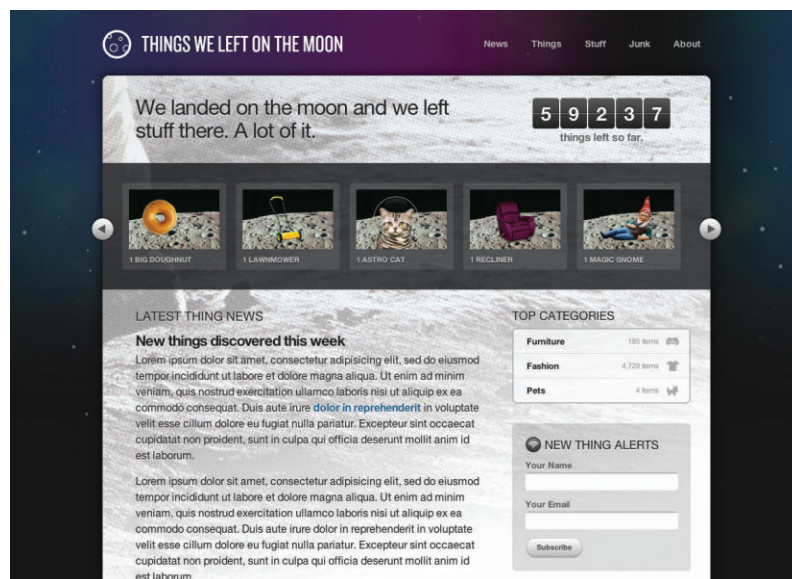 THINGS WE LEFT ON THE MOON
News Things Stuff Junk About
We landed on the moon and we left
stuff there. A lot of it.
59237
things left so far.
1 BIG DOUGHNUT
1 LAWNMOWER
1 ASTRO CAT
1 RECLINER
1 MAGIC GNOME
LATEST THING NEWS
New things discovered this week
Lorem ipsum dolor sit amet, consectetur adipisicing elit, sed do eiusmod
tempor incididunt ut labore et dolore magna aliqua. Ut enim ad minim
veniam, quis nostrud exercitation ullamco laboris nisi ut aliquip ex ea
commodo consequat. Duis aute irure dolor in reprehenderit in voluptate
velit esse cillum dolore eu fugiat nulla pariatur. Excepteur sint occaecat
cupidatat non proident, sunt in culpa qui officia deserunt mollit anim id
est laborum.
Lorem ipsum dolor sit amet, consectetur adipisicing elit, sed do eiusmod
tempor incididunt ut labore et dolore magna aliqua. Ut enim ad minim
veniam, quis nostrud exercitation ullamco laboris nisi ut aliquip ex ea
commodo consequat. Duis aute irure dolor in reprehenderit in voluptate
velit esse cillum dolore eu fugiat nulla pariatur. Excepteur sint occaecat
cupidatat non proident, sunt in culpa qui officia deserunt mollit anim id
est laborum.
TOP CATEGORIES
Furniture 185 items
Fashion 4,729 items
Pets 4 items
NEW THING ALERTS
Your Name
Your Email
Subscribe